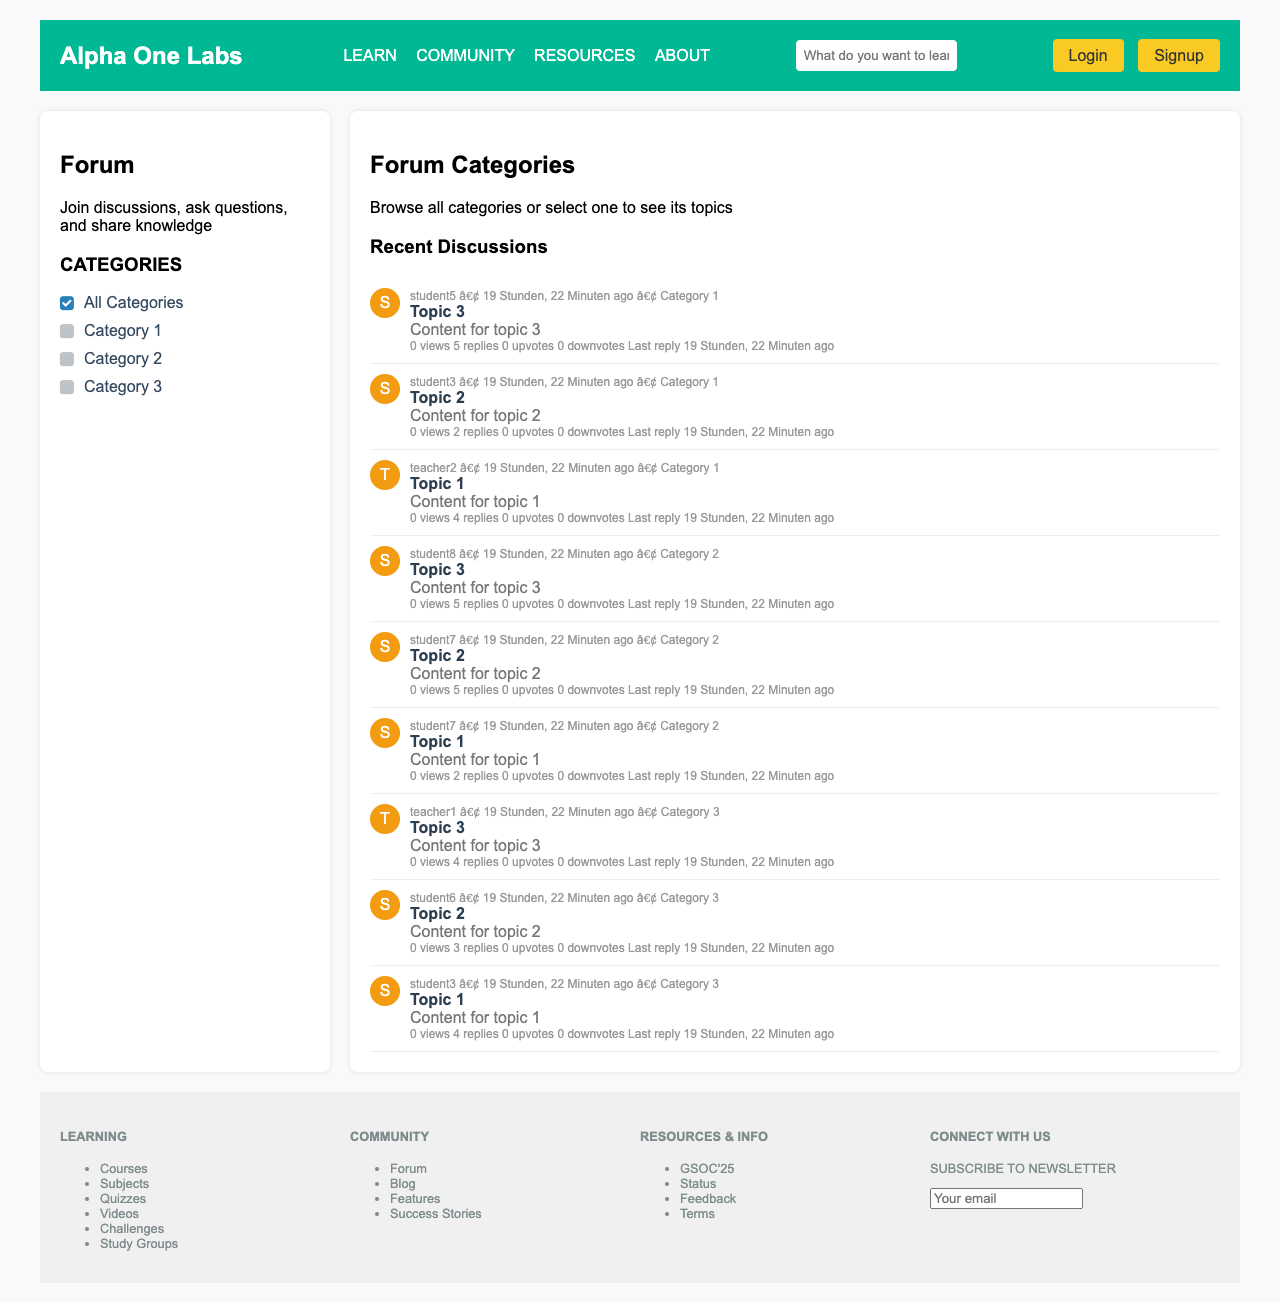 Alpha One Labs
LEARN COMMUNITY RESOURCES ABOUT
What do you want to lear
Login
Signup
Forum
Join discussions, ask questions,
and share knowledge
CATEGORIES
All Categories
Category 1
Category 2
Category 3
Forum Categories
Browse all categories or select one to see its topics
Recent Discussions
S
student5 â€¢ 19 Stunden, 22 Minuten ago â€¢ Category 1
Topic 3
Content for topic 3
0 views 5 replies 0 upvotes 0 downvotes Last reply 19 Stunden, 22 Minuten ago
S
student3 â€¢ 19 Stunden, 22 Minuten ago â€¢ Category 1
Topic 2
Content for topic 2
0 views 2 replies 0 upvotes 0 downvotes Last reply 19 Stunden, 22 Minuten ago
T
teacher2 â€¢ 19 Stunden, 22 Minuten ago â€¢ Category 1
Topic 1
Content for topic 1
0 views 4 replies 0 upvotes 0 downvotes Last reply 19 Stunden, 22 Minuten ago
S
student8 â€¢ 19 Stunden, 22 Minuten ago â€¢ Category 2
Topic 3
Content for topic 3
0 views 5 replies 0 upvotes 0 downvotes Last reply 19 Stunden, 22 Minuten ago
S
student7 â€¢ 19 Stunden, 22 Minuten ago â€¢ Category 2
Topic 2
Content for topic 2
0 views 5 replies 0 upvotes 0 downvotes Last reply 19 Stunden, 22 Minuten ago
S
student7 â€¢ 19 Stunden, 22 Minuten ago â€¢ Category 2
Topic 1
Content for topic 1
0 views 2 replies 0 upvotes 0 downvotes Last reply 19 Stunden, 22 Minuten ago
T
teacher1 â€¢ 19 Stunden, 22 Minuten ago â€¢ Category 3
Topic 3
Content for topic 3
0 views 4 replies 0 upvotes 0 downvotes Last reply 19 Stunden, 22 Minuten ago
S
student6 â€¢ 19 Stunden, 22 Minuten ago â€¢ Category 3
Topic 2
Content for topic 2
0 views 3 replies 0 upvotes 0 downvotes Last reply 19 Stunden, 22 Minuten ago
S
student3 â€¢ 19 Stunden, 22 Minuten ago â€¢ Category 3
Topic 1
Content for topic 1
0 views 4 replies 0 upvotes 0 downvotes Last reply 19 Stunden, 22 Minuten ago
LEARNING
Courses
Subjects
Quizzes
Videos
Challenges
Study Groups
COMMUNITY
Forum
Blog
Features
Success Stories
RESOURCES & INFO
GSOC'25
Status
Feedback
Terms
CONNECT WITH US
SUBSCRIBE TO NEWSLETTER
Your email